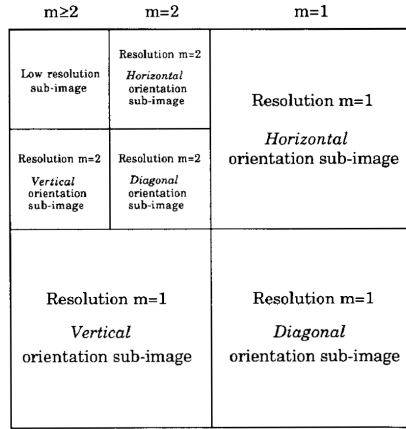 m≥2
m=2
m=1
Low resolution
sub-image
Resolution m=2
Horizontal
orientation
sub-image
Resolution m=1
Horizontal
orientation sub-image
Resolution m=2
Vertical
orientation
sub-image
Resolution m=2
Diagonal
orientation
sub-image
Resolution m=1
Vertical
orientation sub-image
Resolution m=1
Diagonal
orientation sub-image